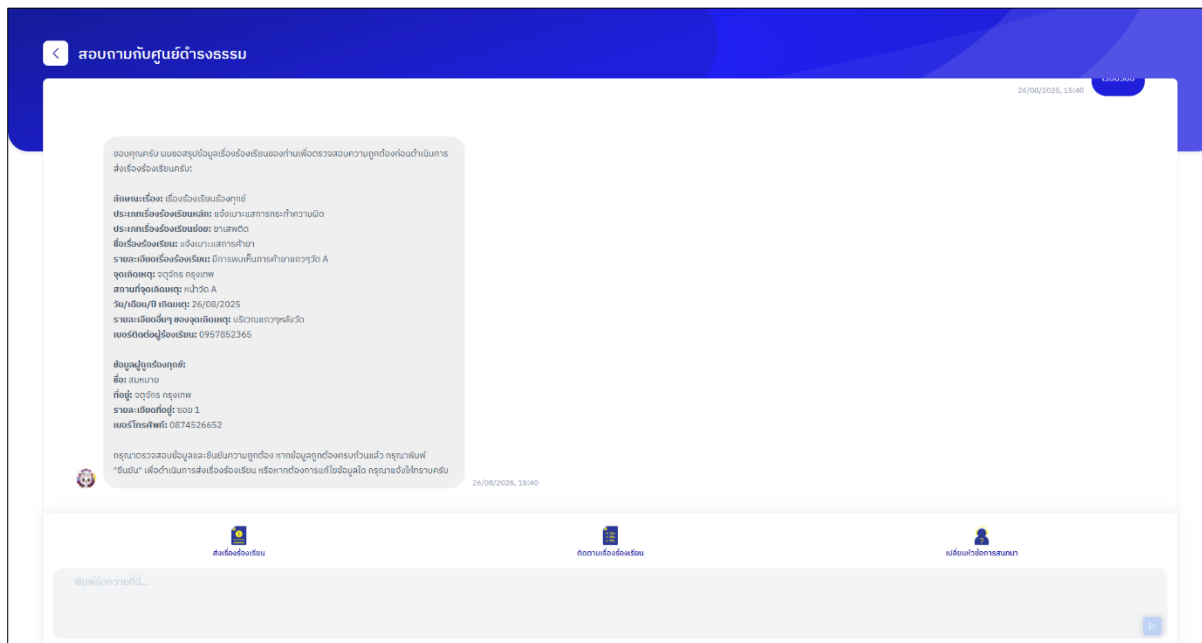 สอบถามกับศูนย์ดำรงธรรม
เรียบร้อย
26/08/2025, 15:40
ขอบคุณครับ ผมขอสรุปข้อมูลเรื่องร้องเรียนของท่านเพื่อตรวจสอบความถูกต้องก่อนดำเนินการ
ส่งเรื่องร้องเรียนครับ:
ลักษณะเรื่อง: เรื่องร้องเรียนร้องทุกข์
ประเภทเรื่องร้องเรียนหลัก: แจ้งเบาะแสการกระทำความผิด
ประเภทเรื่องร้องเรียนย่อย: ยาเสพติด
ชื่อเรื่องร้องเรียน: แจ้งเบาะแสการค้ายา
รายละเอียดเรื่องร้องเรียน: มีการพบเห็นการค้ายาแถวๆวัด A
จุดเกิดเหตุ: จตุจักร กรุงเทพ
สถานที่จุดเกิดเหตุ: หน้าวัด A
วัน/เดือน/ปี เกิดเหตุ: 26/08/2025
รายละเอียดอื่นๆ ของจุดเกิดเหตุ: บริเวณแถวๆหลังวัด
เบอร์ติดต่อผู้ร้องเรียน: 0957852365
ข้อมูลผู้ถูกร้องทุกข์:
ชื่อ: สมหมาย
ที่อยู่: จตุจักร กรุงเทพ
รายละเอียดที่อยู่: ซอย 1
เบอร์โทรศัพท์: 0874526652
กรุณาตรวจสอบข้อมูลและยืนยันความถูกต้อง หากข้อมูลถูกต้องครบถ้วนแล้ว กรุณาพิมพ์
"ยืนยัน" เพื่อดำเนินการส่งเรื่องร้องเรียน หรือหากต้องการแก้ไขข้อมูลใด กรุณาแจ้งให้ทราบครับ
26/08/2025, 15:40
ส่งเรื่องร้องเรียน
ติดตามเรื่องร้องเรียน
เปลี่ยนหัวข้อการสนทนา
พิมพ์ข้อความที่นี่...